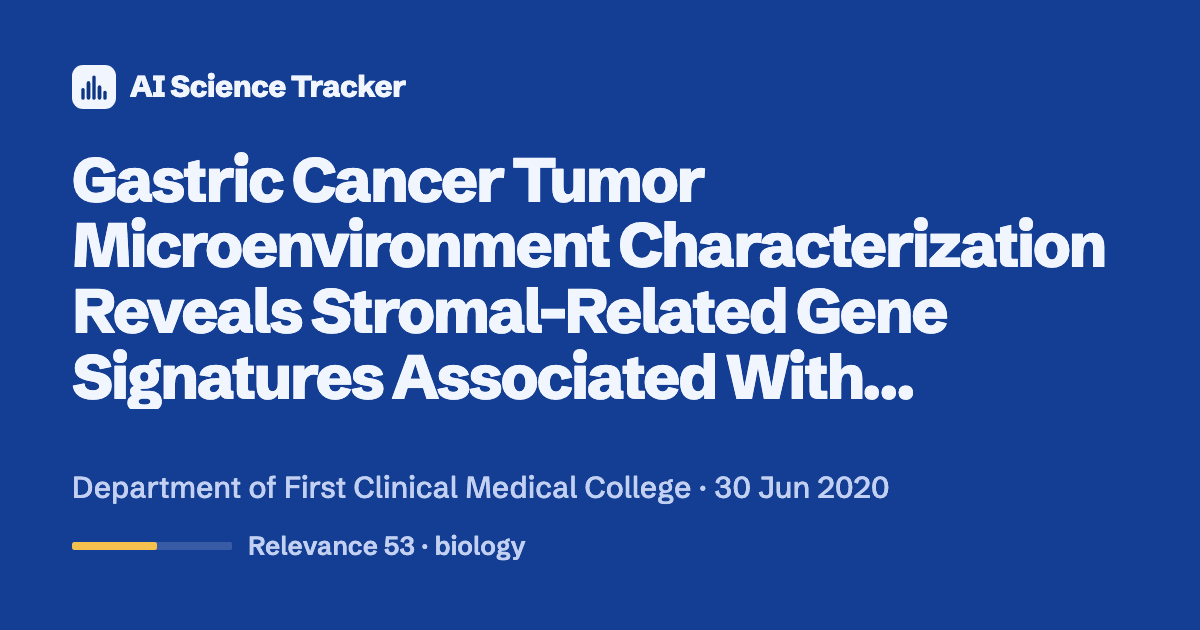 AI Science Tracker
Gastric Cancer Tumor
Microenvironment Characterization
Reveals Stromal-Related Gene
Signatures Associated With...
Department of First Clinical Medical College · 30 Jun 2020
Relevance 53 · biology